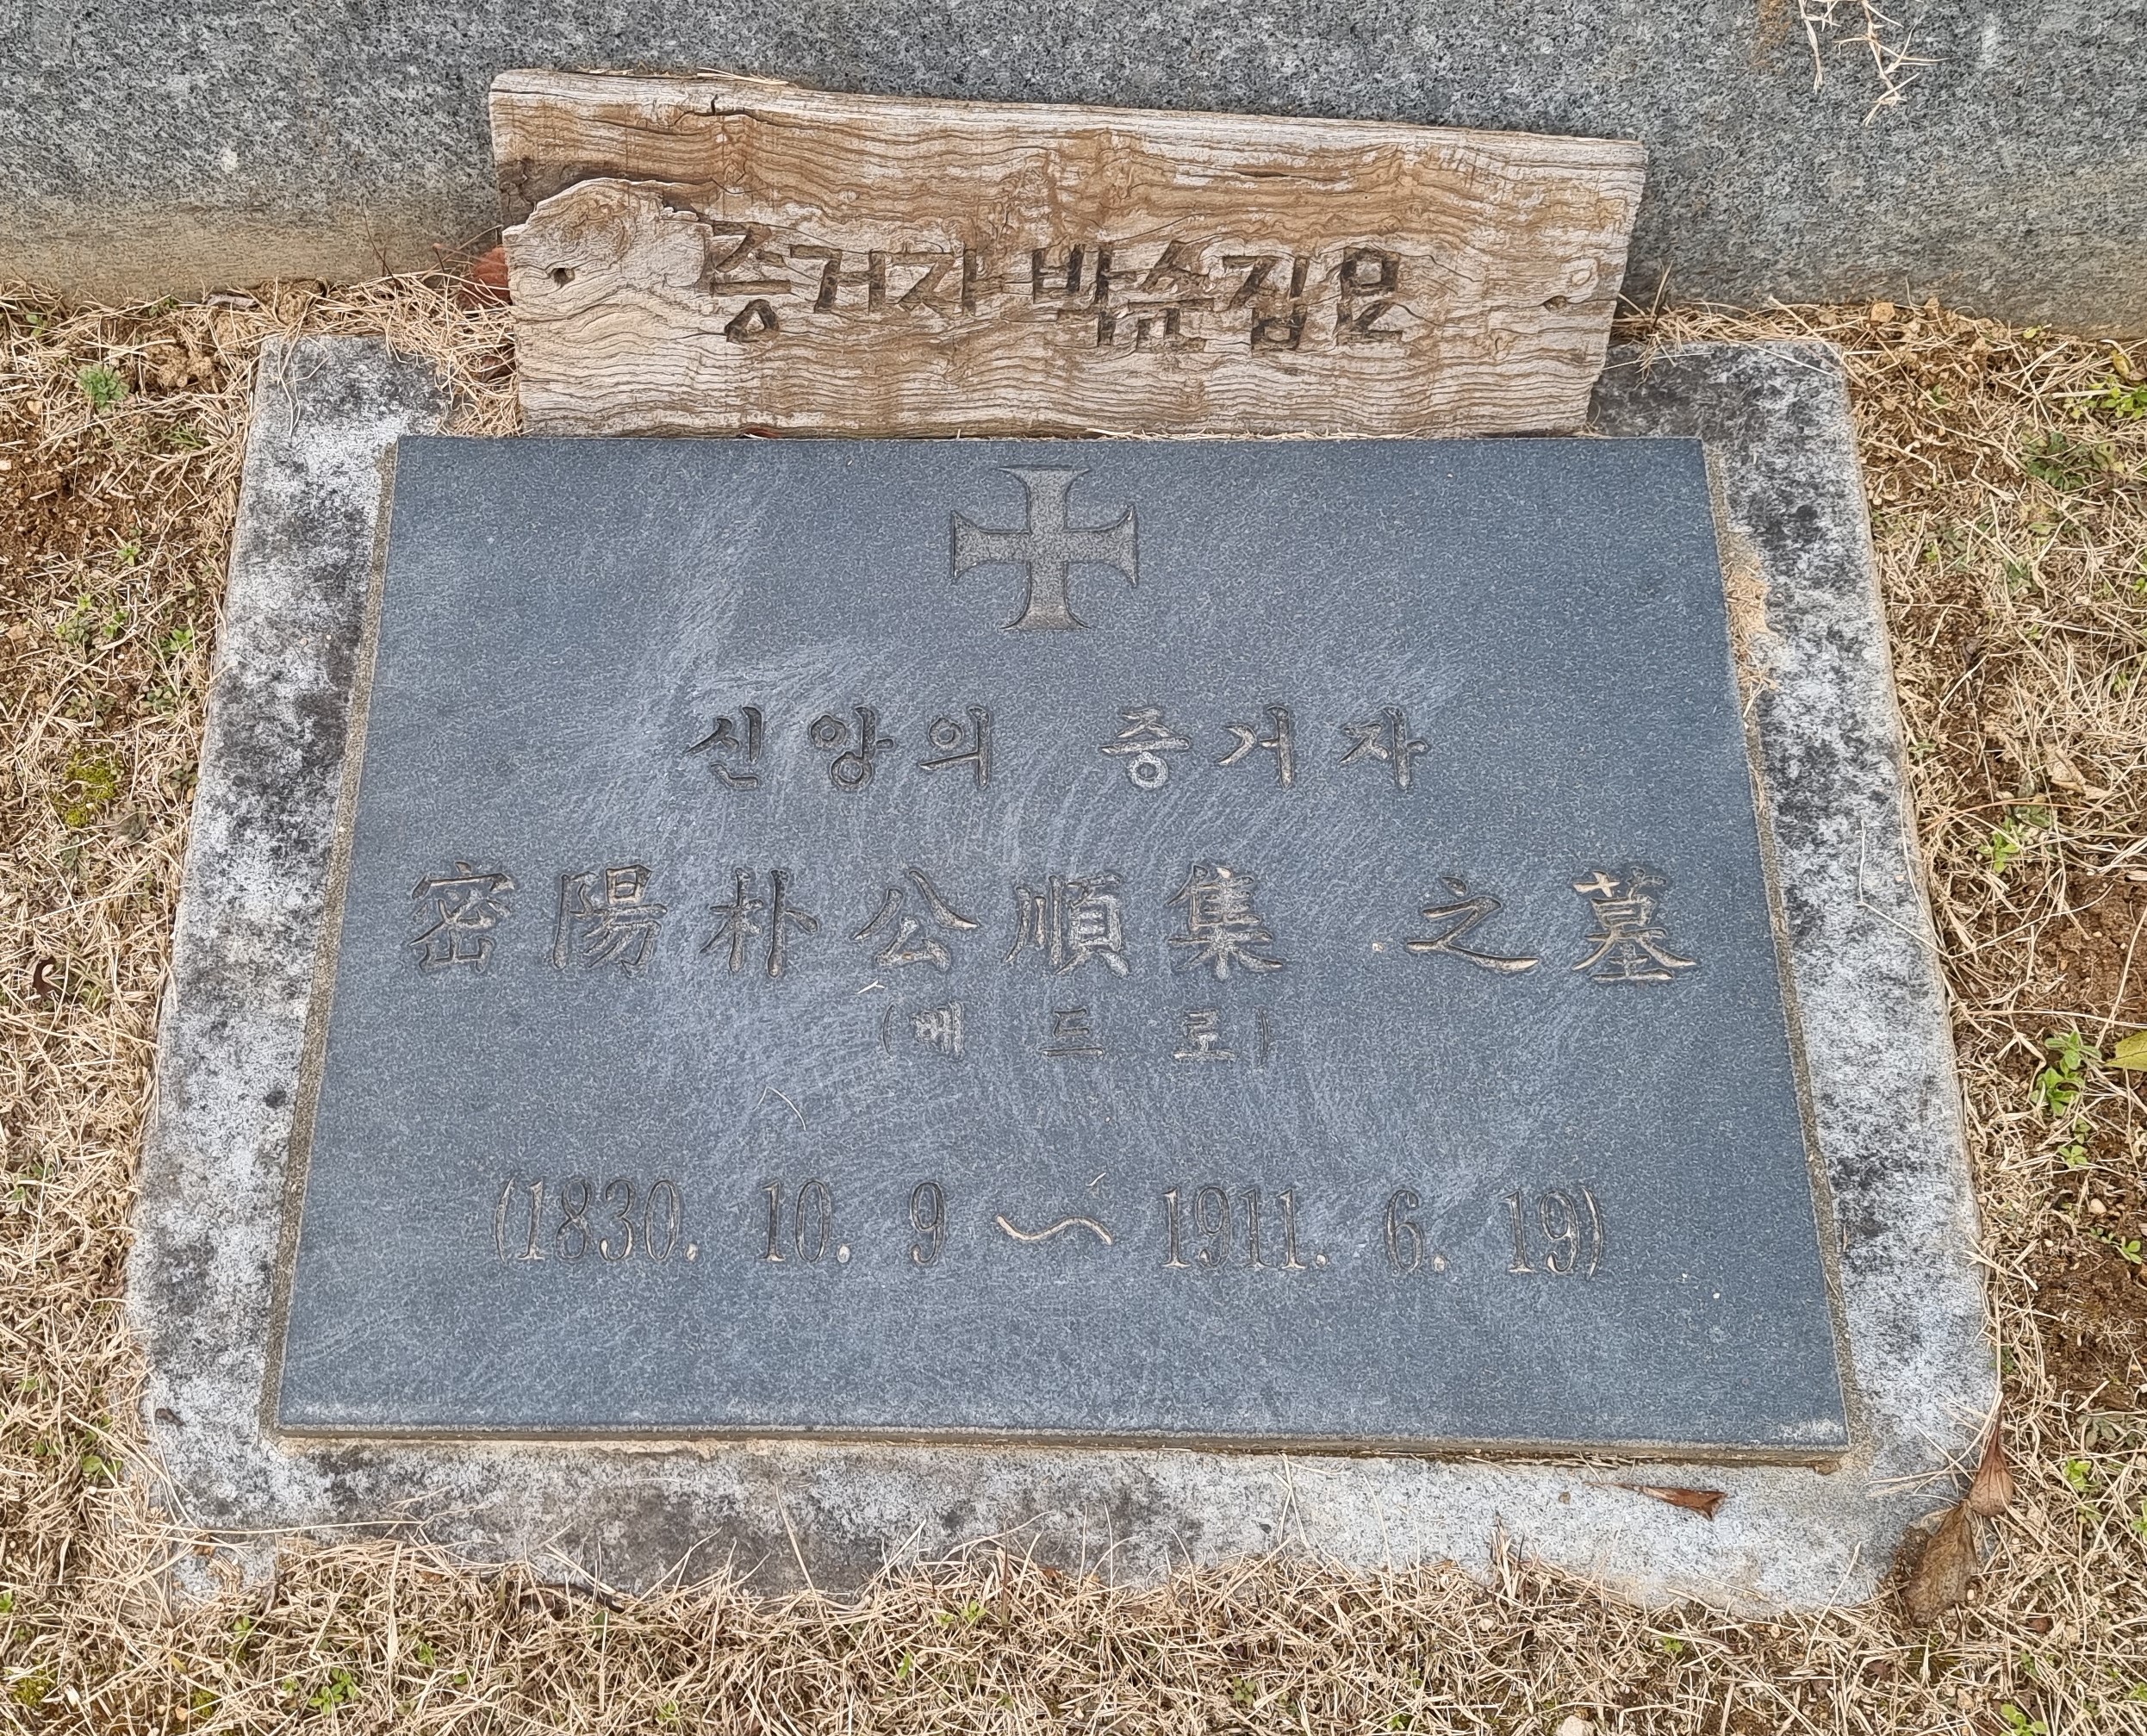 증거자 박순집묘
신앙의 증거자
密陽朴公順集 之墓
(베드로)
(1830. 10. 9 ~ 1911. 6. 19)